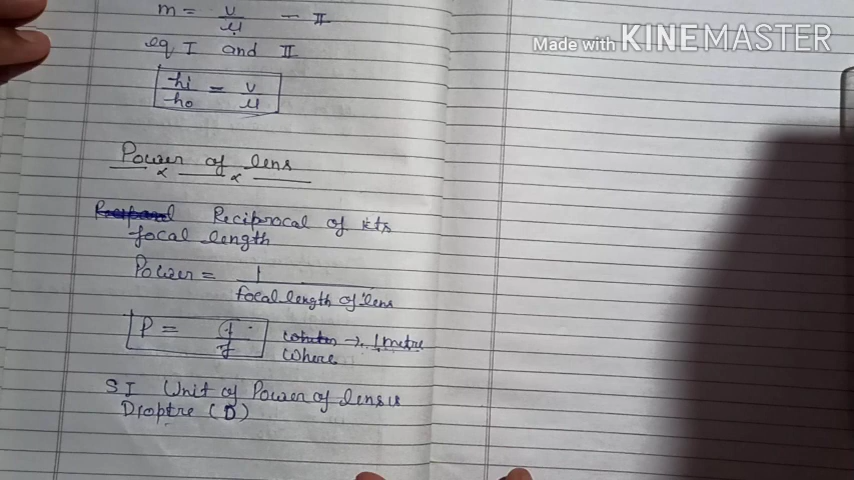 Made with KINEMASTER
m = v/u - II
eq I and II
hi/ho = v/u
Power of lens
Reciprocal of its
focal length
Power = 1/focal length of lens
P = 1/f → 1 metre
where
SI Unit of Power of lens is
Dioptre (D)